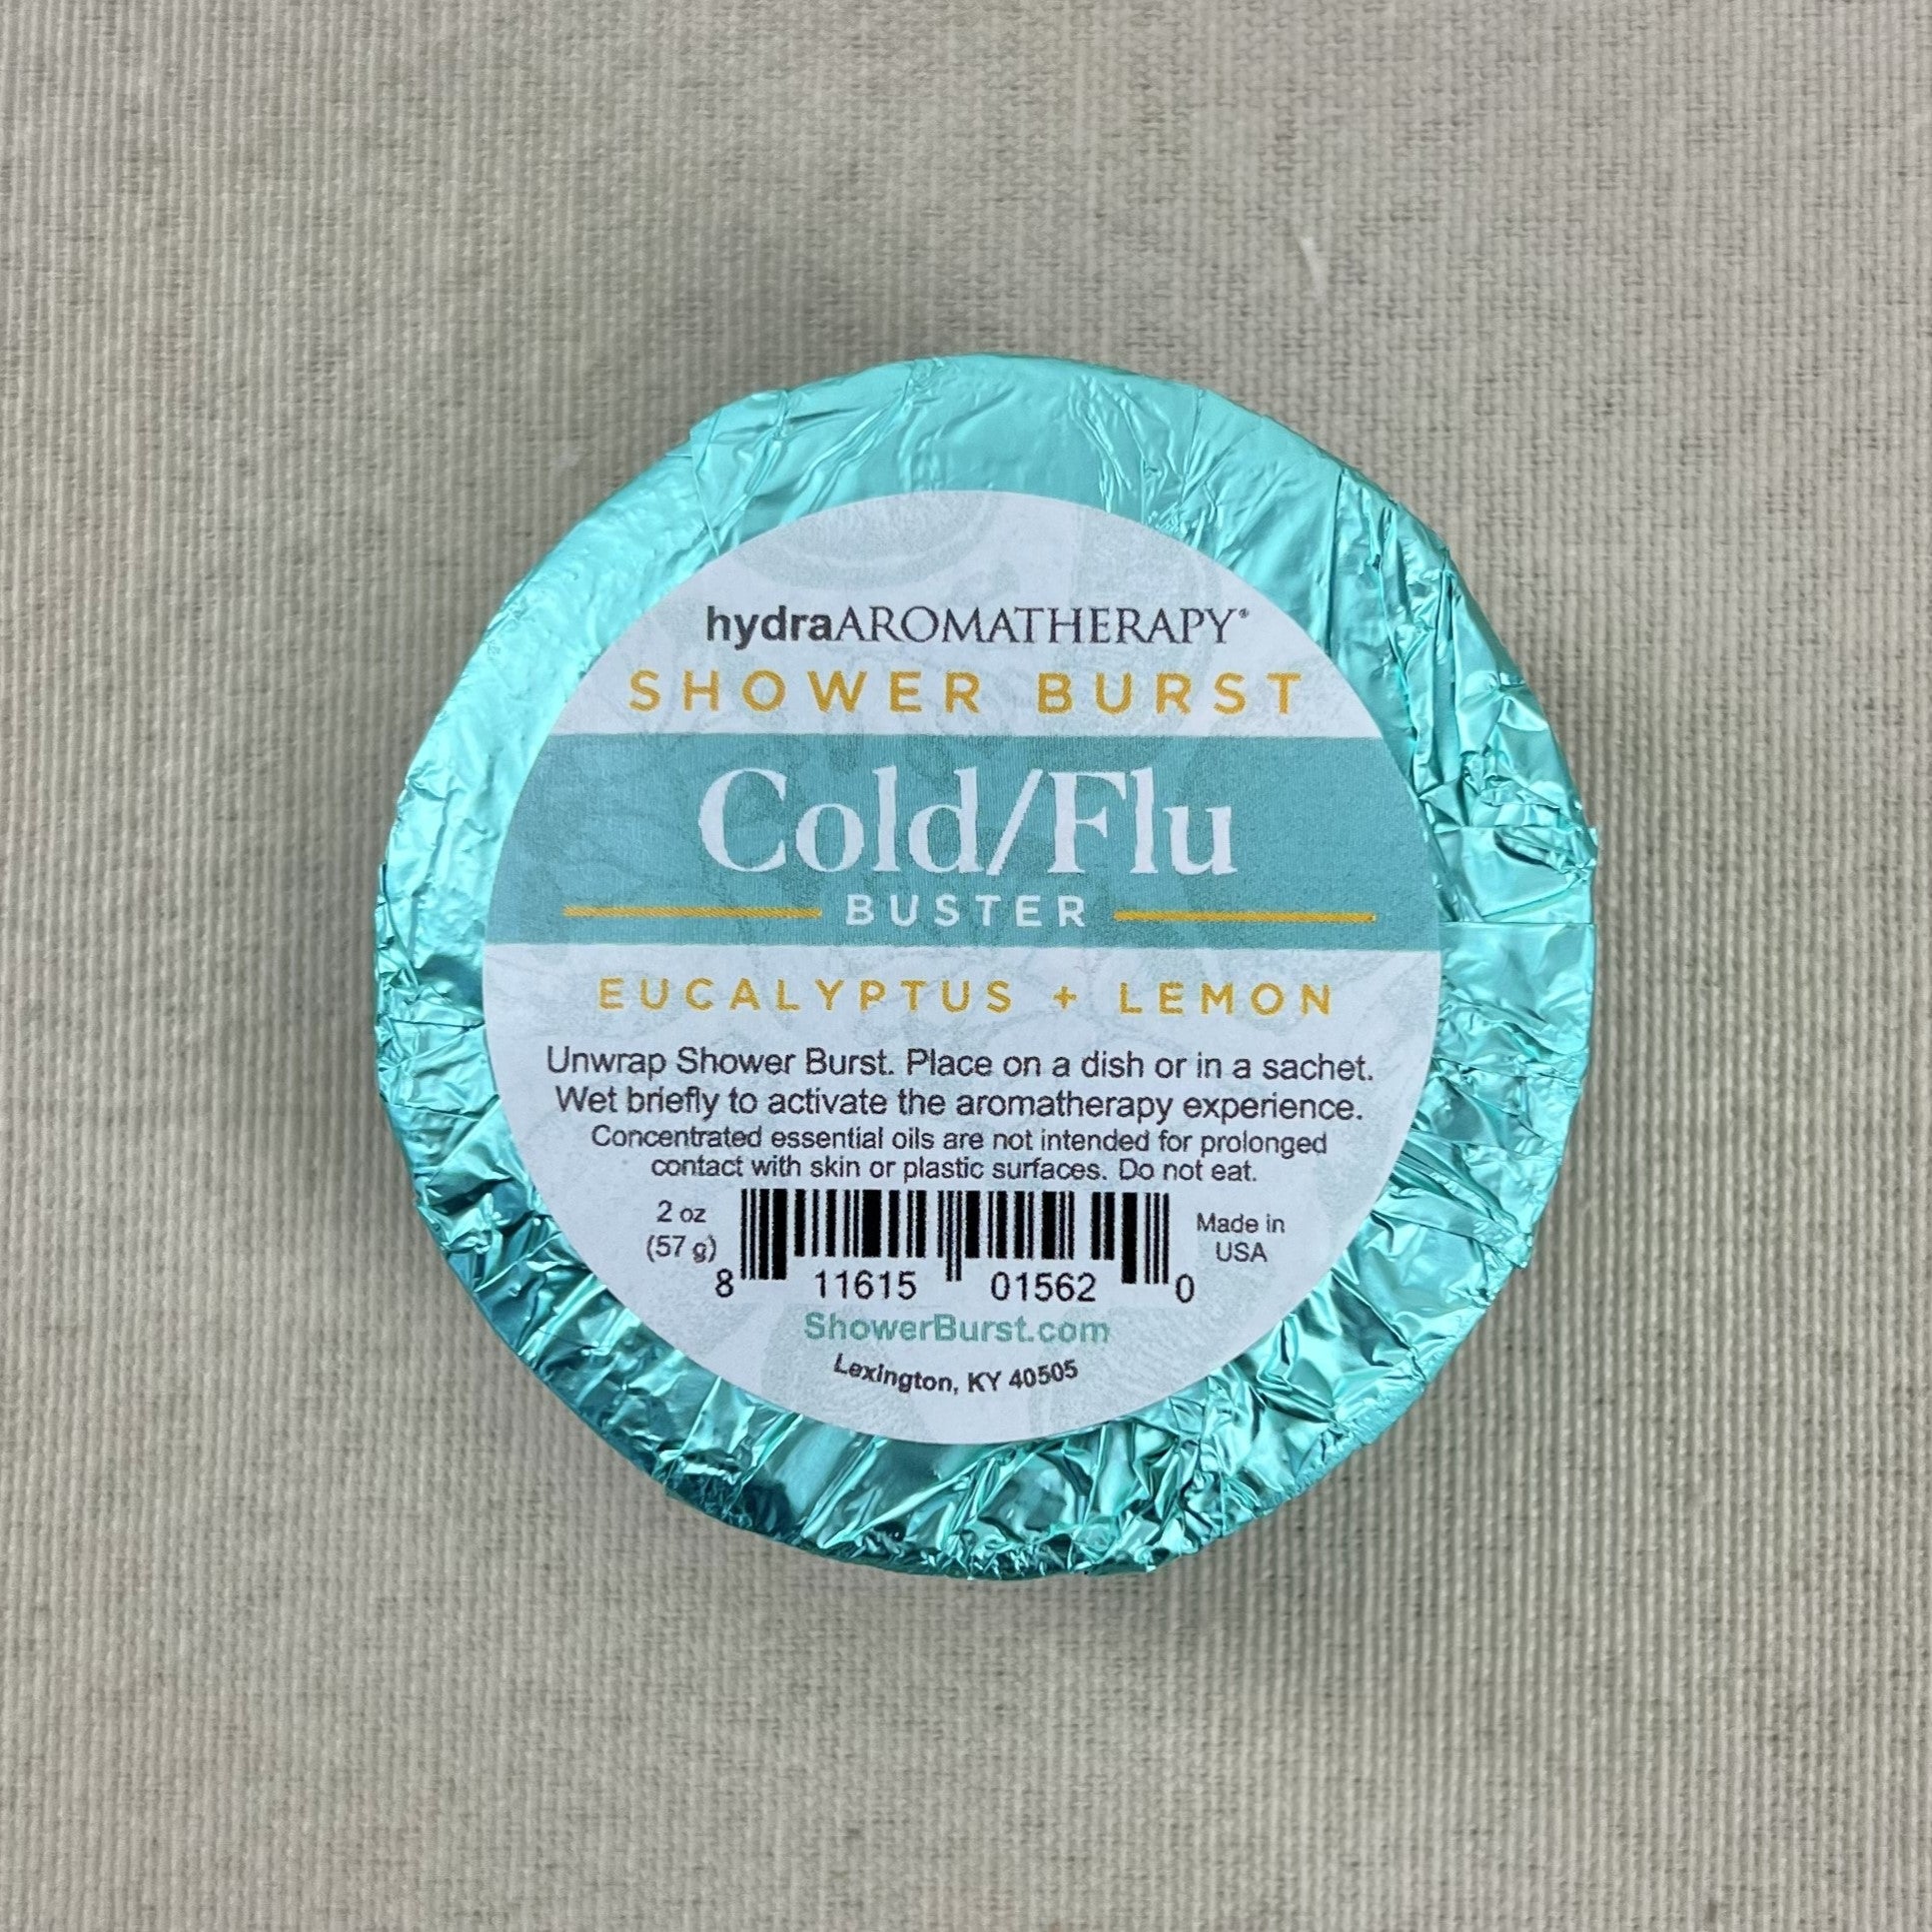 hydraAROMATHERAPY®
SHOWER BURST
Cold/Flu
BUSTER
EUCALYPTUS + LEMON
Unwrap Shower Burst. Place on a dish or in a sachet.
Wet briefly to activate the aromatherapy experience.
Concentrated essential oils are not intended for prolonged
contact with skin or plastic surfaces. Do not eat.
2 oz
(57 g)
8 11615 01562 0
Made in
USA
ShowerBurst.com
Lexington, KY 40505